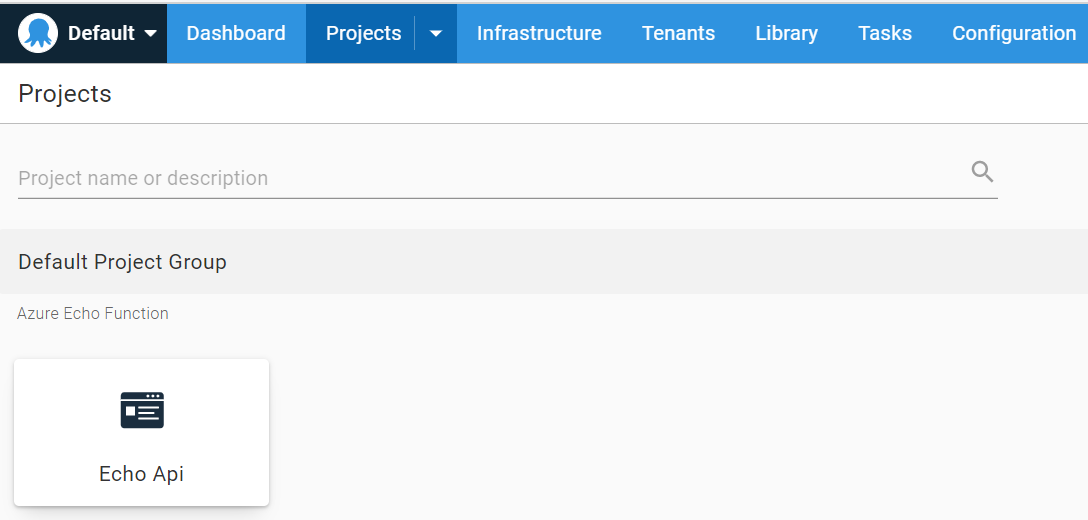 Default Dashboard Projects Infrastructure Tenants Library Tasks Configuration
Projects
Project name or description
Default Project Group
Azure Echo Function
Echo Api